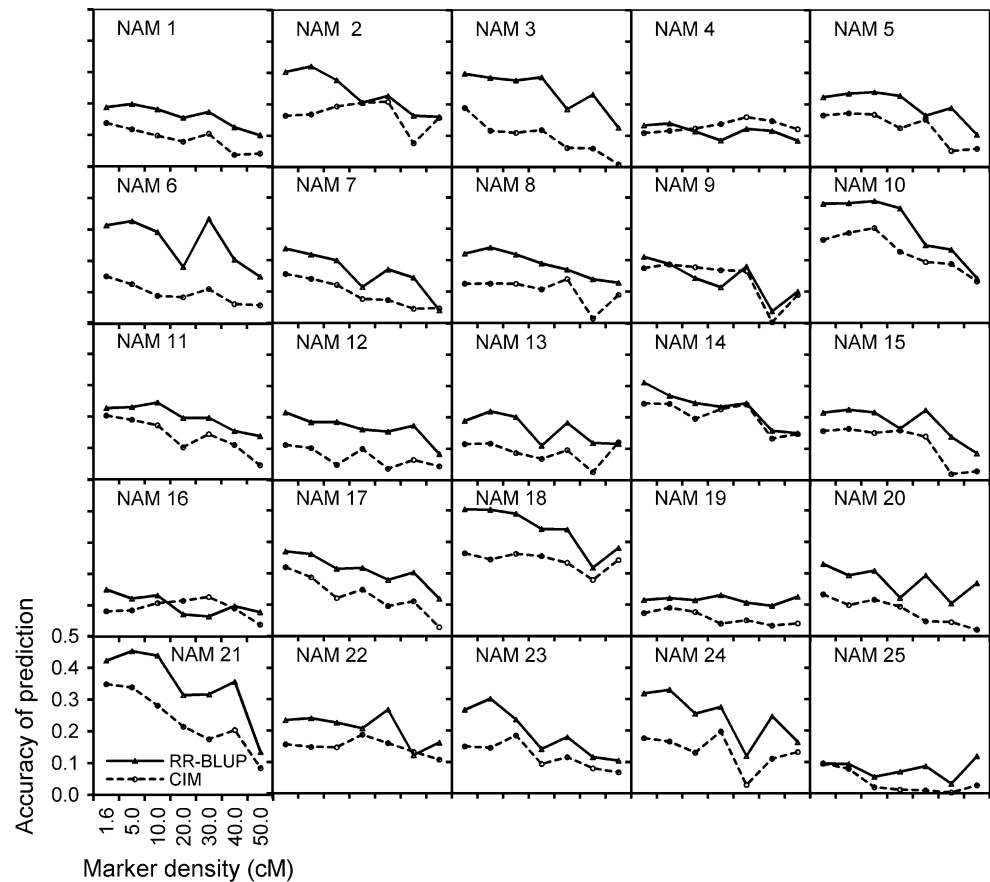 NAM 1
NAM 2
NAM 3
NAM 4
NAM 5
NAM 6
NAM 7
NAM 8
NAM 9
NAM 10
NAM 11
NAM 12
NAM 13
NAM 14
NAM 15
NAM 16
NAM 17
NAM 18
NAM 19
NAM 20
NAM 21
NAM 22
NAM 23
NAM 24
NAM 25
Accuracy of prediction
0.5
0.4
0.3
0.2
0.1
0.0
RR-BLUP
CIM
1.6
5.0
10.0
20.0
30.0
40.0
50.0
Marker density (cM)